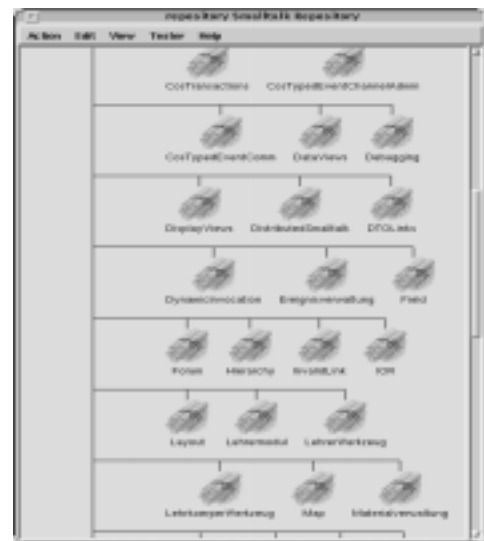 repository Smalltalk Repository
Action Edit View Tester Help
CosTransactions CosTypedEventChannelAdmin
CosTypedEventComm DataViews Debugging
DisplayViews DistributedSmalltalk DTOLinks
DynamicInvocation Ereignisverwaltung Field
Forum Hierarchy InvalidLink IOR
Layout Lehrermodul LehrerWerkzeug
LehrkoerperWerkzeug Map Materialverwaltung